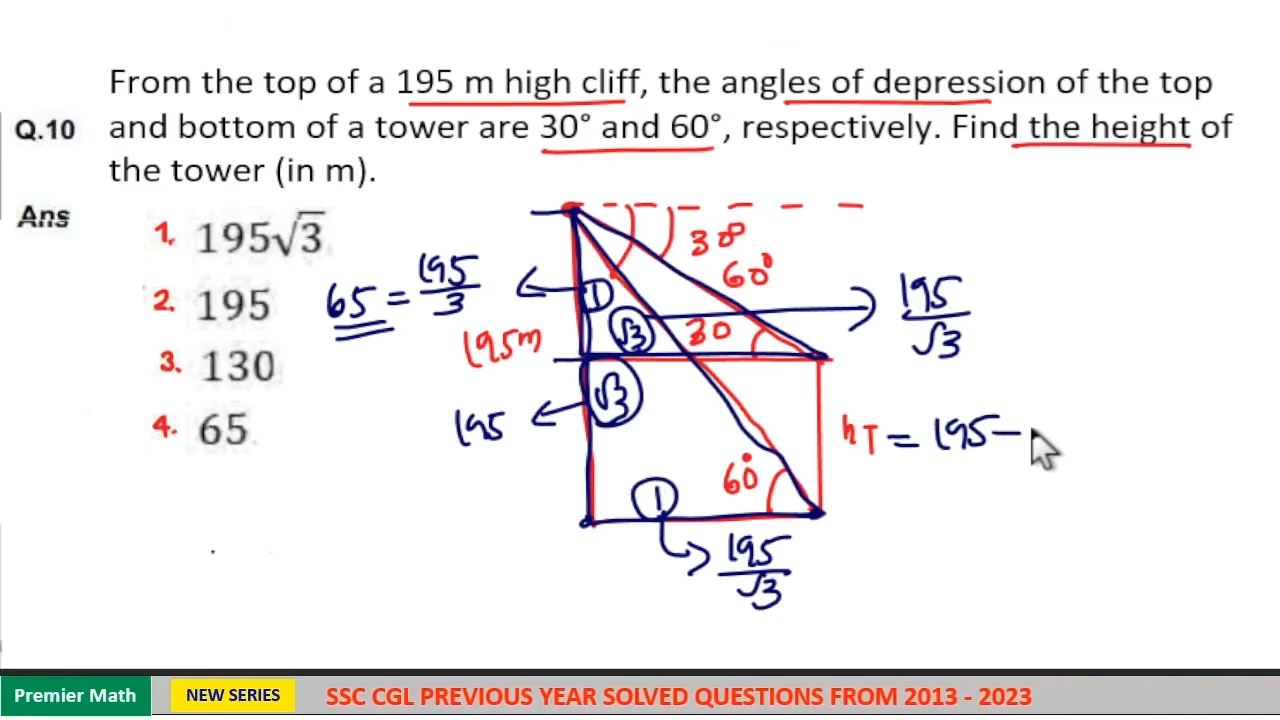 From the top of a 195 m high cliff, the angles of depression of the top
Q.10 and bottom of a tower are 30° and 60°, respectively. Find the height of
the tower (in m).
Ans
1. 195√3
2. 195
3. 130
4. 65
30°
60°
65 = 195/3
1
√3
30
195/√3
195m
195
√3
hT = 195 –
60°
1
195/√3
Premier Math
NEW SERIES
SSC CGL PREVIOUS YEAR SOLVED QUESTIONS FROM 2013 - 2023